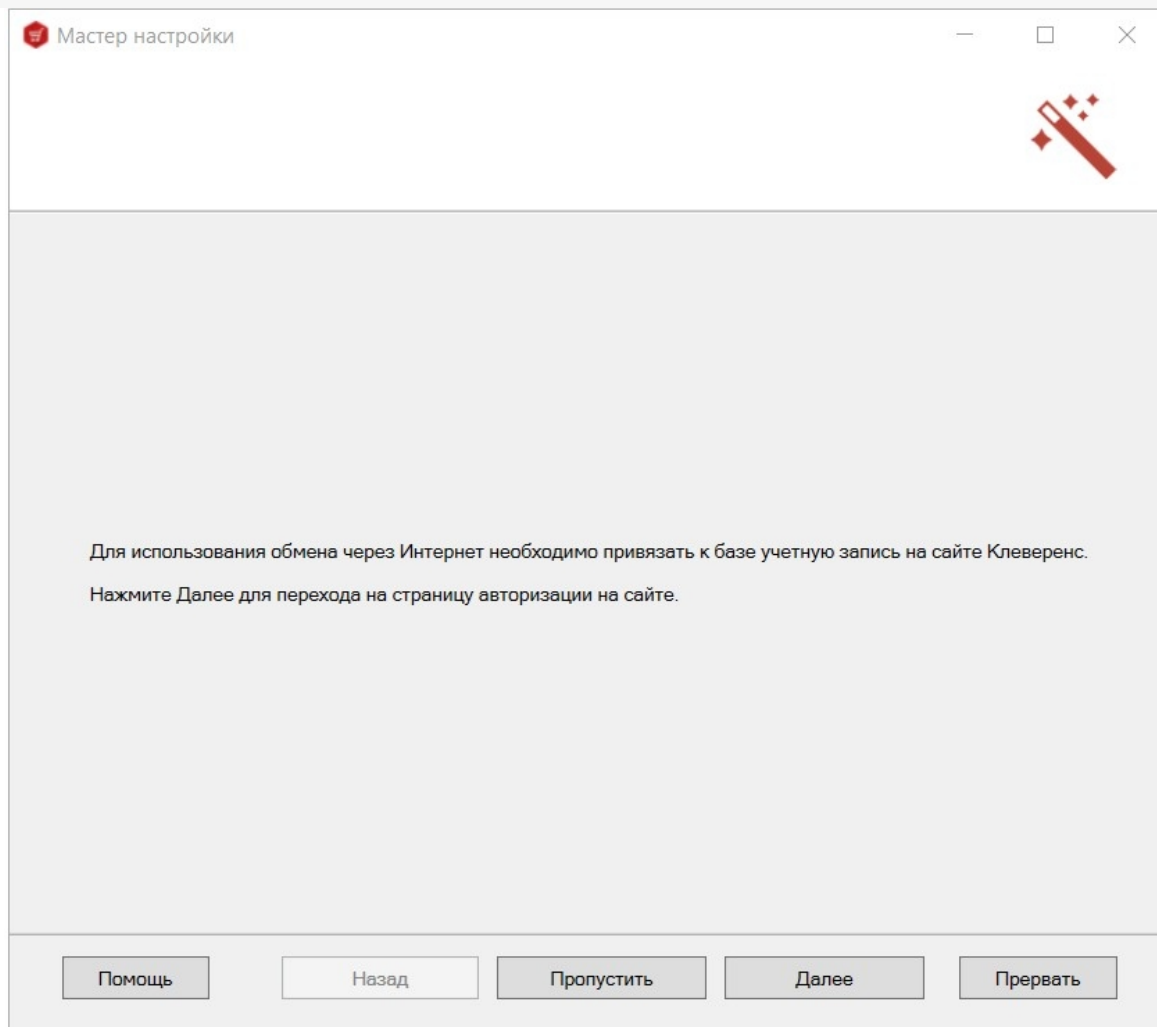 Мастер настройки
Для использования обмена через Интернет необходимо привязать к базе учетную запись на сайте Клеверенс.
Нажмите Далее для перехода на страницу авторизации на сайте.
Помощь
Назад
Пропустить
Далее
Прервать